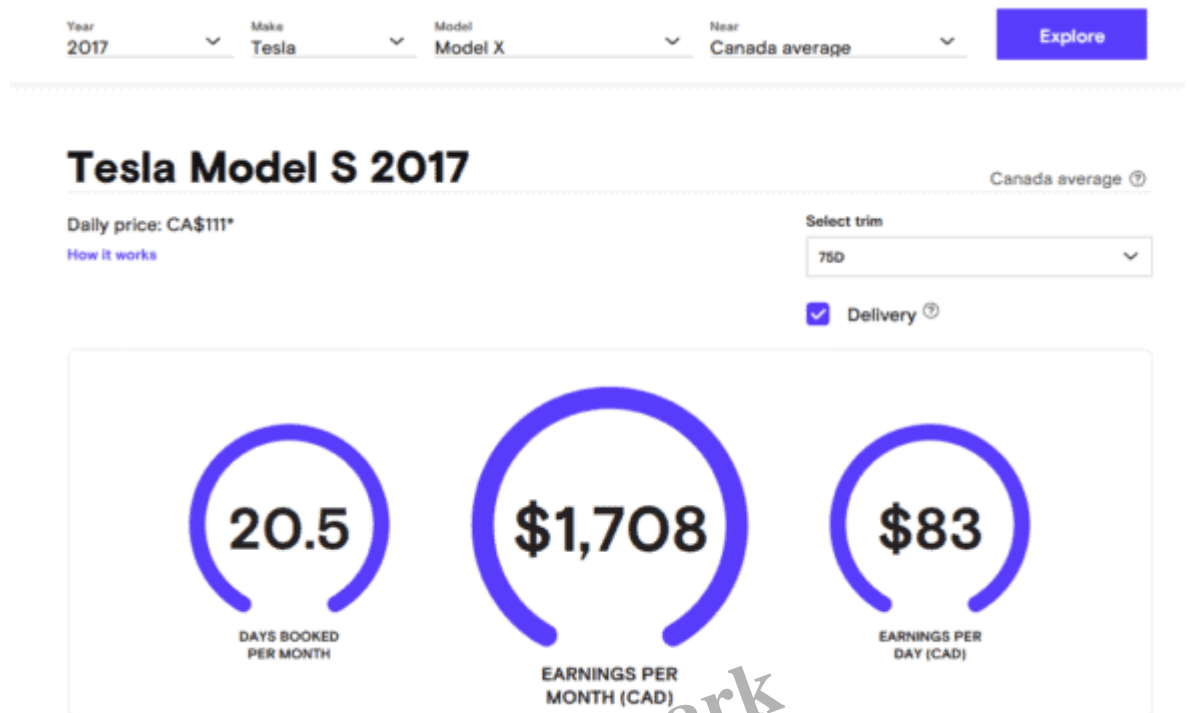 Year Make Model Near
2017 Tesla Model X Canada average
Explore
Tesla Model S 2017
Canada average ?
Daily price: CA$111*
How it works
Select trim
75D
Delivery ?
20.5
DAYS BOOKED
PER MONTH
$1,708
EARNINGS PER
MONTH (CAD)
$83
EARNINGS PER
DAY (CAD)